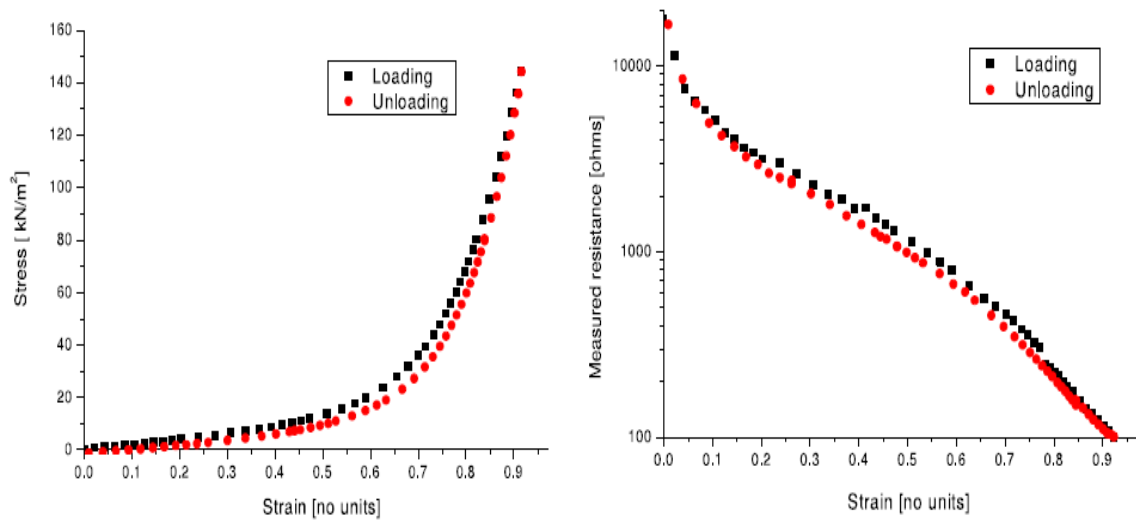 160
140
120
100
80
60
40
20
0
Stress [ kN/m²]
Loading
Unloading
0.0 0.1 0.2 0.3 0.4 0.5 0.6 0.7 0.8 0.9
Strain [no units]
10000
1000
100
Measured resistance [ohms]
Loading
Unloading
0.0 0.1 0.2 0.3 0.4 0.5 0.6 0.7 0.8 0.9
Strain [no units]